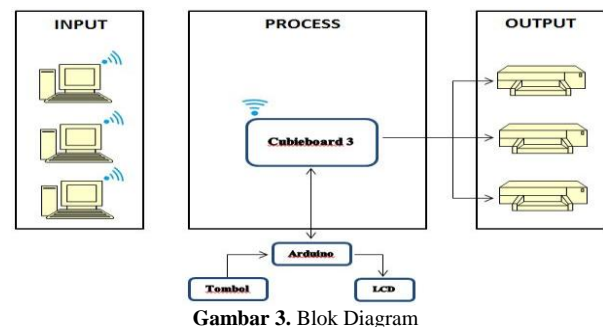 INPUT
PROCESS
OUTPUT
Cubieboard 3
Arduino
Tombol
LCD
Gambar 3. Blok Diagram